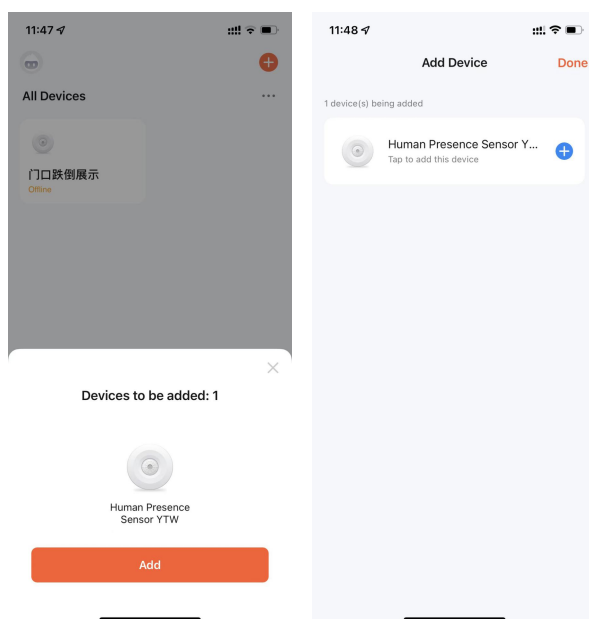 11:47
All Devices
门口跌倒展示
Offline
Devices to be added: 1
Human Presence
Sensor YTW
Add
11:48
Add Device
Done
1 device(s) being added
Human Presence Sensor Y...
Tap to add this device